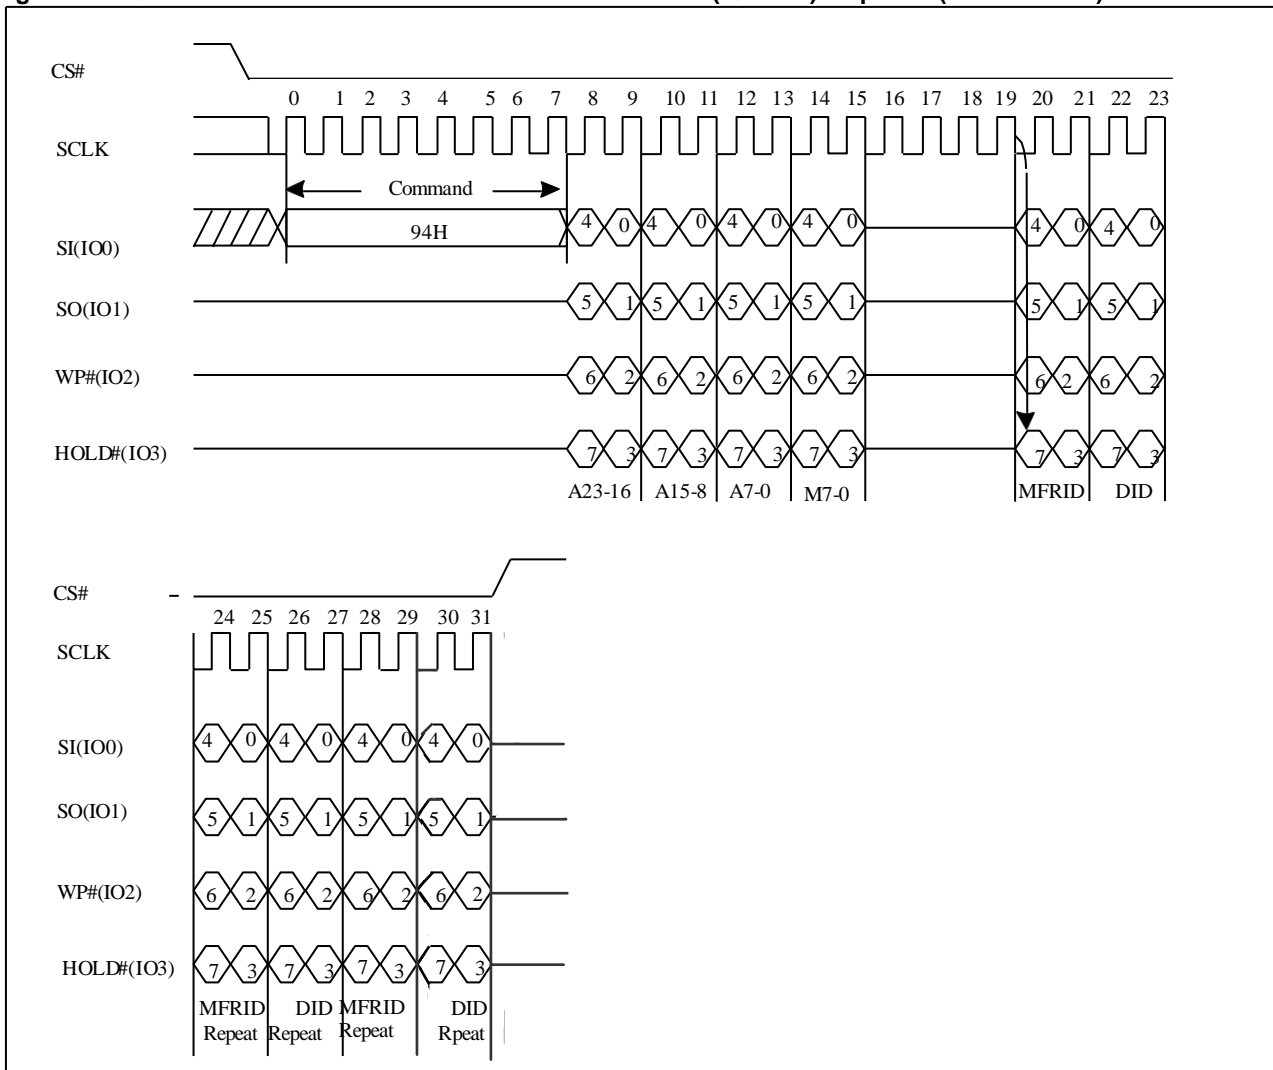 CS#
0 1 2 3 4 5 6 7 8 9 10 11 12 13 14 15 16 17 18 19 20 21 22 23
SCLK
Command
SI(IO0) 94H 4 0 4 0 4 0 4 0 4 0 4 0
SO(IO1) 5 1 5 1 5 1 5 1 5 1 5 1
WP#(IO2) 6 2 6 2 6 2 6 2 6 2 6 2
HOLD#(IO3) 7 3 7 3 7 3 7 3 7 3 7 3
A23-16 A15-8 A7-0 M7-0 MFRID DID
CS#
24 25 26 27 28 29 30 31
SCLK
SI(IO0) 4 0 4 0 4 0 4 0
SO(IO1) 5 1 5 1 5 1 5 1
WP#(IO2) 6 2 6 2 6 2 6 2
HOLD#(IO3) 7 3 7 3 7 3 7 3
MFRID DID MFRID DID
Repeat Repeat Repeat Rpeat